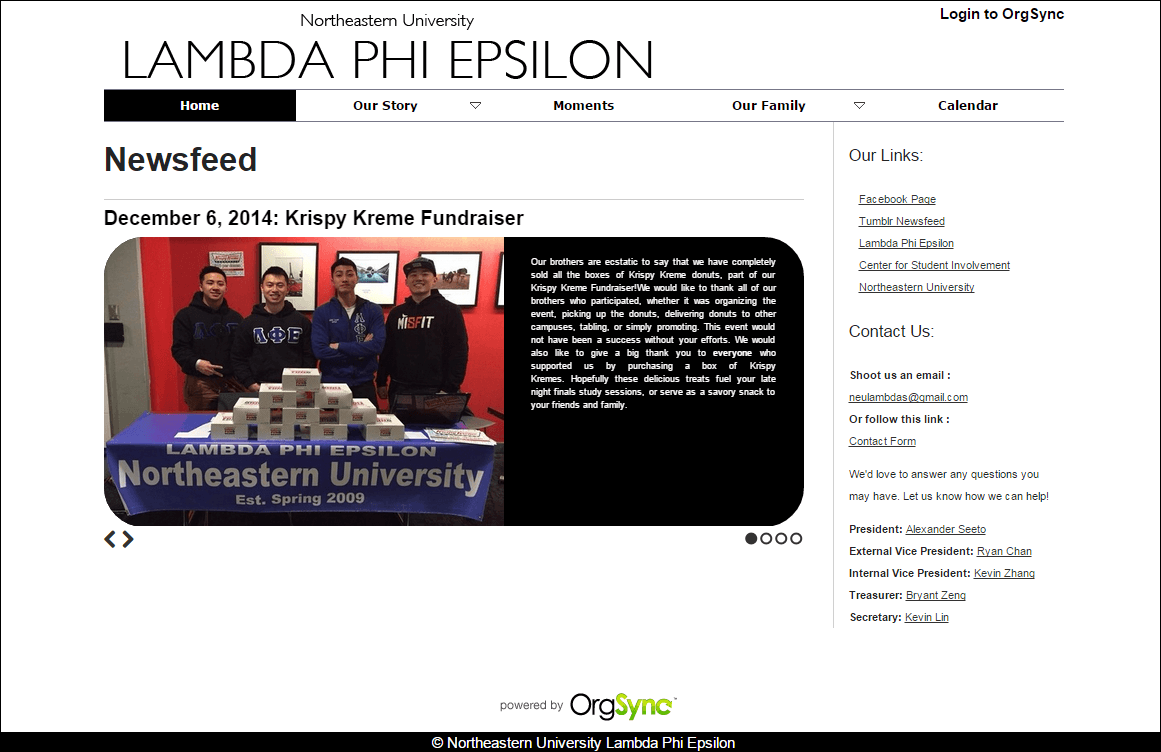 Northeastern University
Login to OrgSync
LAMBDA PHI EPSILON
Home
Our Story
Moments
Our Family
Calendar
Newsfeed
December 6, 2014: Krispy Kreme Fundraiser
ΛΦΕ
MISFIT
LAMBDA PHI EPSILON
Northeastern University
Est. Spring 2009
Our brothers are ecstatic to say that we have completely
sold all the boxes of Krispy Kreme donuts, part of our
Krispy Kreme Fundraiser!We would like to thank all of our
brothers who participated, whether it was organizing the
event, picking up the donuts, delivering donuts to other
campuses, tabling, or simply promoting. This event would
not have been a success without your efforts. We would
also like to give a big thank you to everyone who
supported us by purchasing a box of Krispy
Kremes. Hopefully these delicious treats fuel your late
night finals study sessions, or serve as a savory snack to
your friends and family.
Our Links:
Facebook Page
Tumblr Newsfeed
Lambda Phi Epsilon
Center for Student Involvement
Northeastern University
Contact Us:
Shoot us an email :
neulambdas@gmail.com
Or follow this link :
Contact Form
We'd love to answer any questions you
may have. Let us know how we can help!
President: Alexander Seeto
External Vice President: Ryan Chan
Internal Vice President: Kevin Zhang
Treasurer: Bryant Zeng
Secretary: Kevin Lin
powered by OrgSync™
© Northeastern University Lambda Phi Epsilon